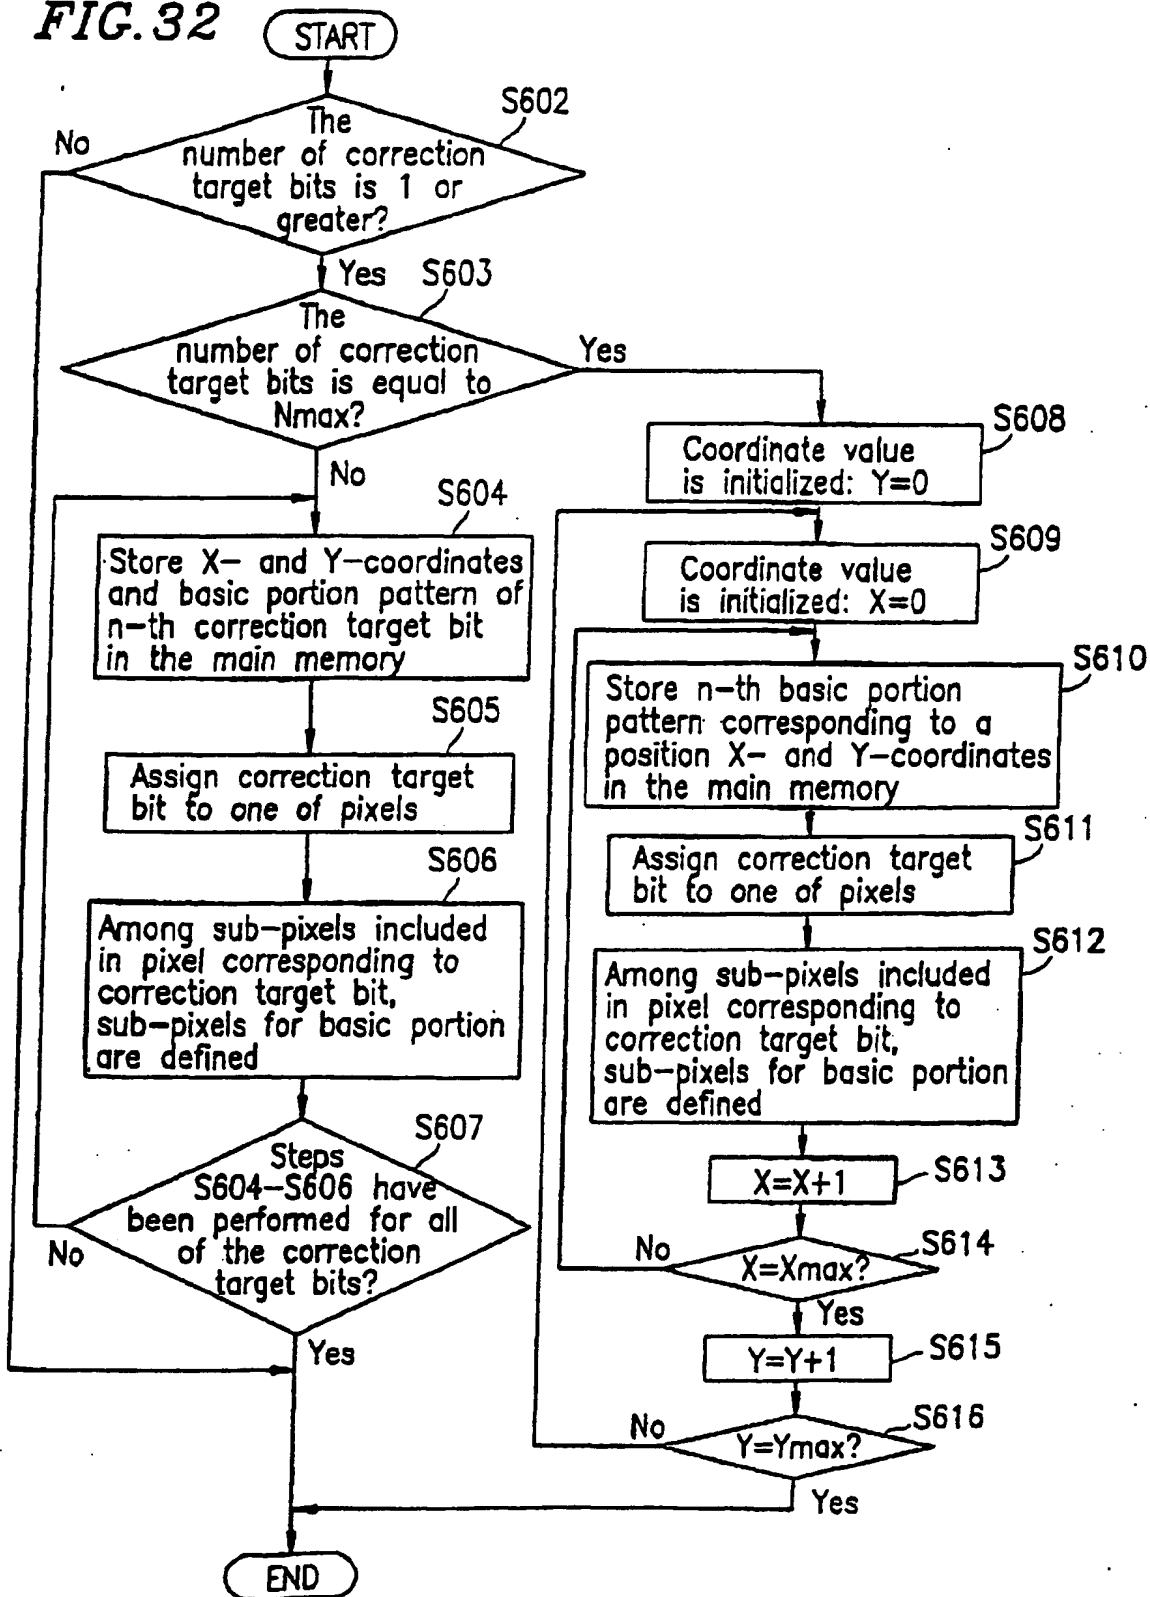 FIG.32
START
S602
The
number of correction
target bits is 1 or
greater?
No
Yes
S603
The
number of correction
target bits is equal to
Nmax?
Yes
No
S604
Store X- and Y-coordinates
and basic portion pattern of
n-th correction target bit
in the main memory
S605
Assign correction target
bit to one of pixels
S606
Among sub-pixels included
in pixel corresponding to
correction target bit,
sub-pixels for basic portion
are defined
S607
Steps
S604-S606 have
been performed for all
of the correction
target bits?
No
Yes
S608
Coordinate value
is initialized: Y=0
S609
Coordinate value
is initialized: X=0
S610
Store n-th basic portion
pattern corresponding to a
position X- and Y-coordinates
in the main memory
S611
Assign correction target
bit to one of pixels
S612
Among sub-pixels included
in pixel corresponding to
correction target bit,
sub-pixels for basic portion
are defined
S613
X=X+1
S614
No
X=Xmax?
Yes
S615
Y=Y+1
S616
No
Y=Ymax?
Yes
END